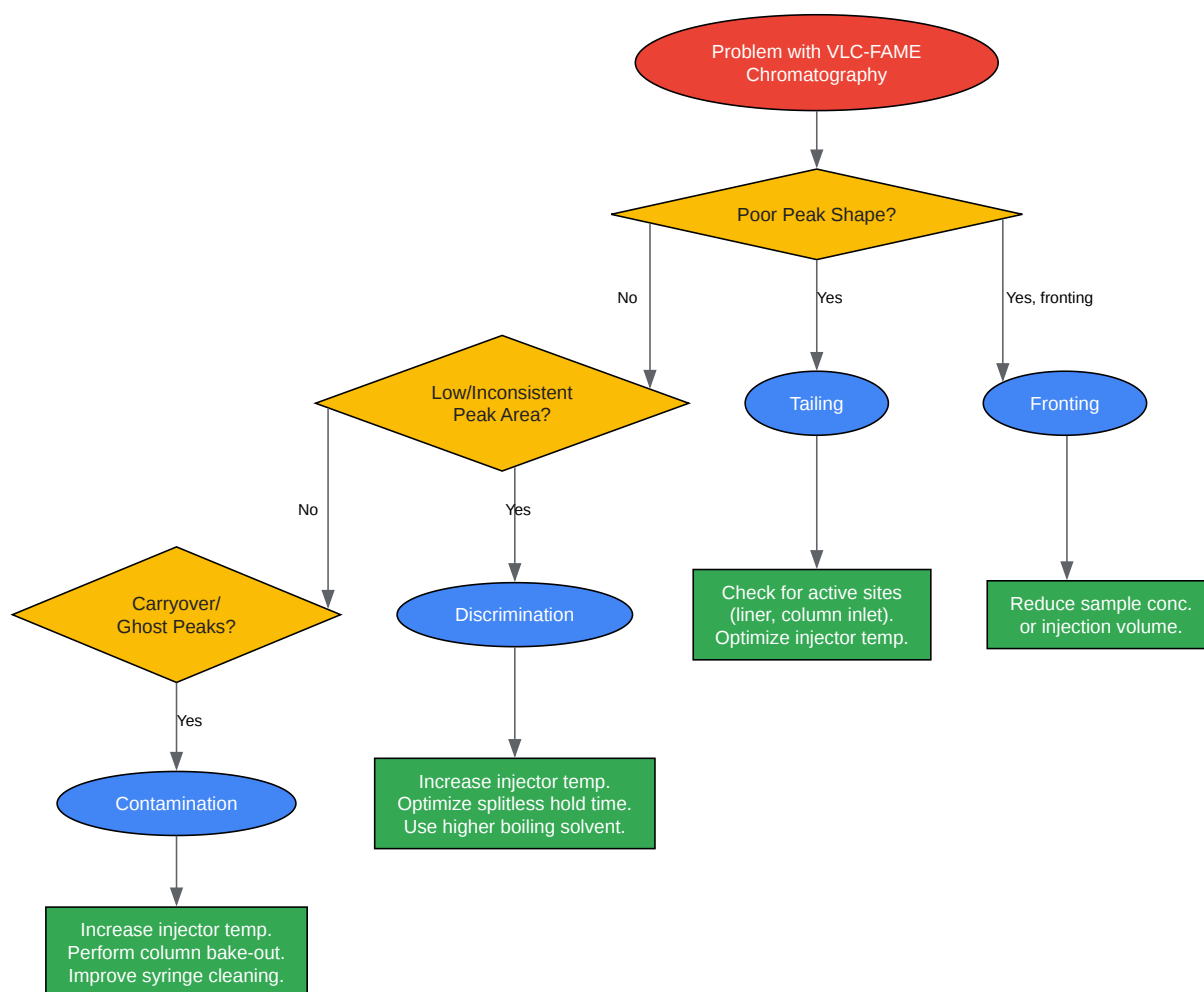 Problem with VLC-FAME
Chromatography
Poor Peak Shape?
No
Yes
Yes, fronting
Low/Inconsistent
Peak Area?
Tailing
Fronting
No
Yes
Check for active sites
(liner, column inlet).
Optimize injector temp.
Reduce sample conc.
or injection volume.
Carryover/
Ghost Peaks?
Discrimination
Yes
Increase injector temp.
Optimize splitless hold time.
Use higher boiling solvent.
Contamination
Increase injector temp.
Perform column bake-out.
Improve syringe cleaning.